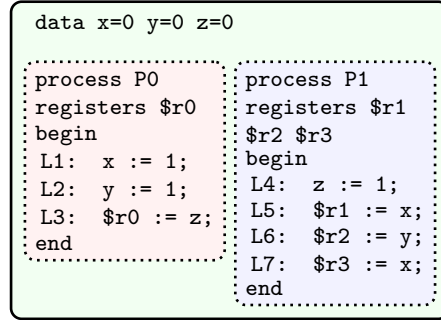 data x=0 y=0 z=0
process P0
registers $r0
begin
L1: x := 1;
L2: y := 1;
L3: $r0 := z;
end
process P1
registers $r1
$r2 $r3
begin
L4: z := 1;
L5: $r1 := x;
L6: $r2 := y;
L7: $r3 := x;
end